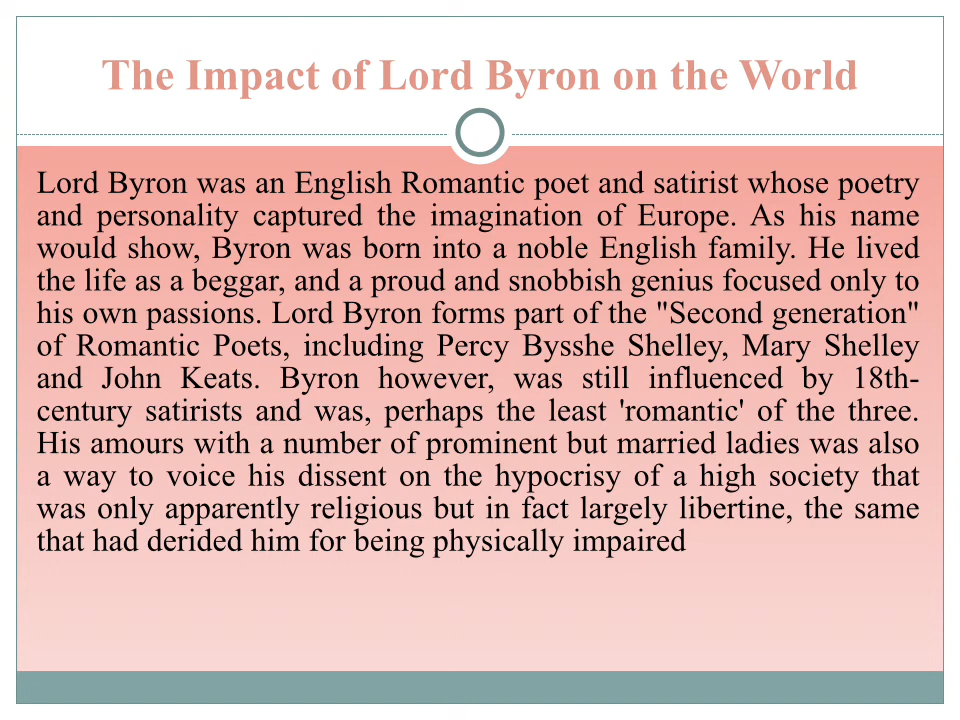 The Impact of Lord Byron on the World
Lord Byron was an English Romantic poet and satirist whose poetry
and personality captured the imagination of Europe. As his name
would show, Byron was born into a noble English family. He lived
the life as a beggar, and a proud and snobbish genius focused only to
his own passions. Lord Byron forms part of the "Second generation"
of Romantic Poets, including Percy Bysshe Shelley, Mary Shelley
and John Keats. Byron however, was still influenced by 18th-
century satirists and was, perhaps the least 'romantic' of the three.
His amours with a number of prominent but married ladies was also
a way to voice his dissent on the hypocrisy of a high society that
was only apparently religious but in fact largely libertine, the same
that had derided him for being physically impaired